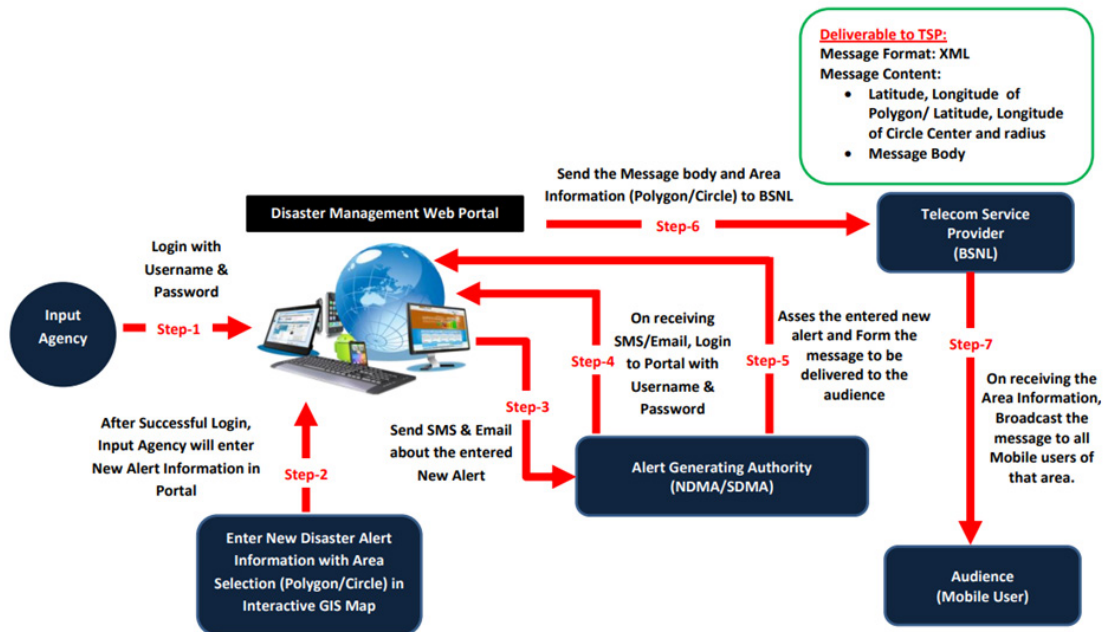 Deliverable to TSP:
Message Format: XML
Message Content:
• Latitude, Longitude of
Polygon/ Latitude, Longitude
of Circle Center and radius
• Message Body
Send the Message body and Area
Information (Polygon/Circle) to BSNL
Disaster Management Web Portal
Step-6
Telecom Service
Provider
(BSNL)
Login with
Username &
Password
Input
Agency
Step-1
On receiving
SMS/Email, Login
to Portal with
Username &
Password
Step-4
Step-5
Asses the entered new
alert and Form the
message to be
delivered to the
audience
Step-7
On receiving the
Area Information,
Broadcast the
message to all
Mobile users of
that area.
After Successful Login,
Input Agency will enter
New Alert Information in
Portal
Step-2
Step-3
Send SMS & Email
about the entered
New Alert
Alert Generating Authority
(NDMA/SDMA)
Enter New Disaster Alert
Information with Area
Selection (Polygon/Circle) in
Interactive GIS Map
Audience
(Mobile User)